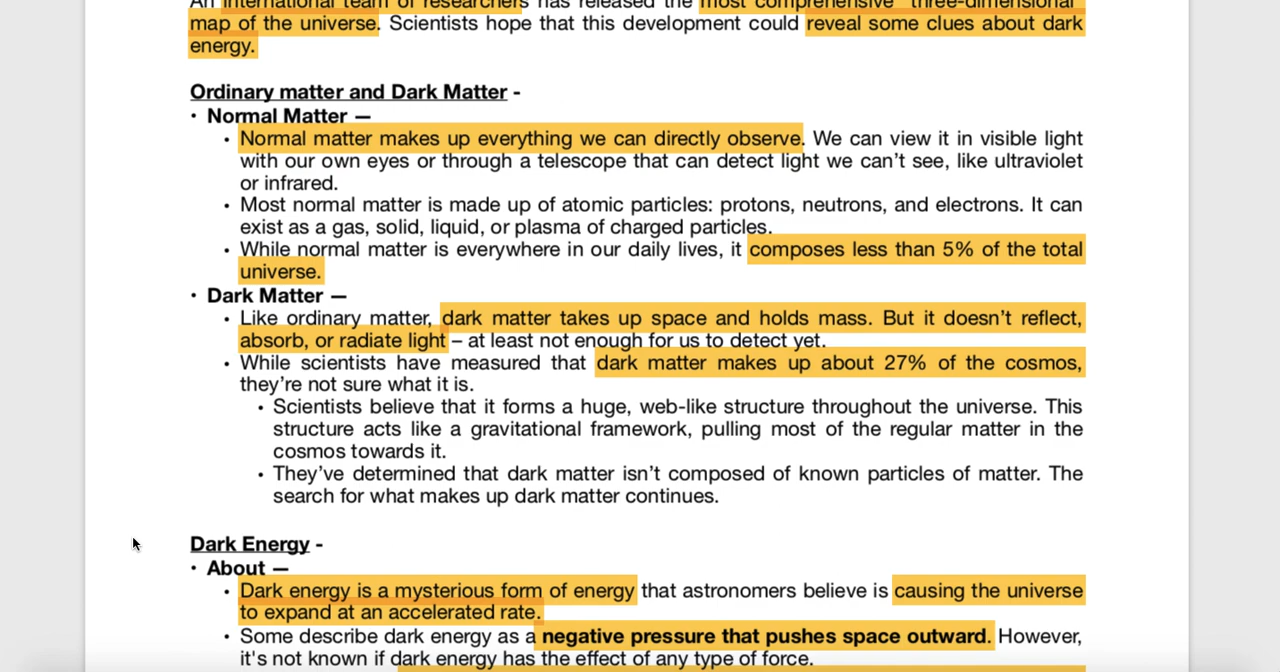 An international team of researchers has released the most comprehensive three-dimensional
map of the universe. Scientists hope that this development could reveal some clues about dark
energy.
Ordinary matter and Dark Matter -
• Normal Matter —
• Normal matter makes up everything we can directly observe. We can view it in visible light
with our own eyes or through a telescope that can detect light we can’t see, like ultraviolet
or infrared.
• Most normal matter is made up of atomic particles: protons, neutrons, and electrons. It can
exist as a gas, solid, liquid, or plasma of charged particles.
• While normal matter is everywhere in our daily lives, it composes less than 5% of the total
universe.
• Dark Matter —
• Like ordinary matter, dark matter takes up space and holds mass. But it doesn’t reflect,
absorb, or radiate light – at least not enough for us to detect yet.
• While scientists have measured that dark matter makes up about 27% of the cosmos,
they’re not sure what it is.
• Scientists believe that it forms a huge, web-like structure throughout the universe. This
structure acts like a gravitational framework, pulling most of the regular matter in the
cosmos towards it.
• They’ve determined that dark matter isn’t composed of known particles of matter. The
search for what makes up dark matter continues.
Dark Energy -
• About —
• Dark energy is a mysterious form of energy that astronomers believe is causing the universe
to expand at an accelerated rate.
• Some describe dark energy as a negative pressure that pushes space outward. However,
it's not known if dark energy has the effect of any type of force.